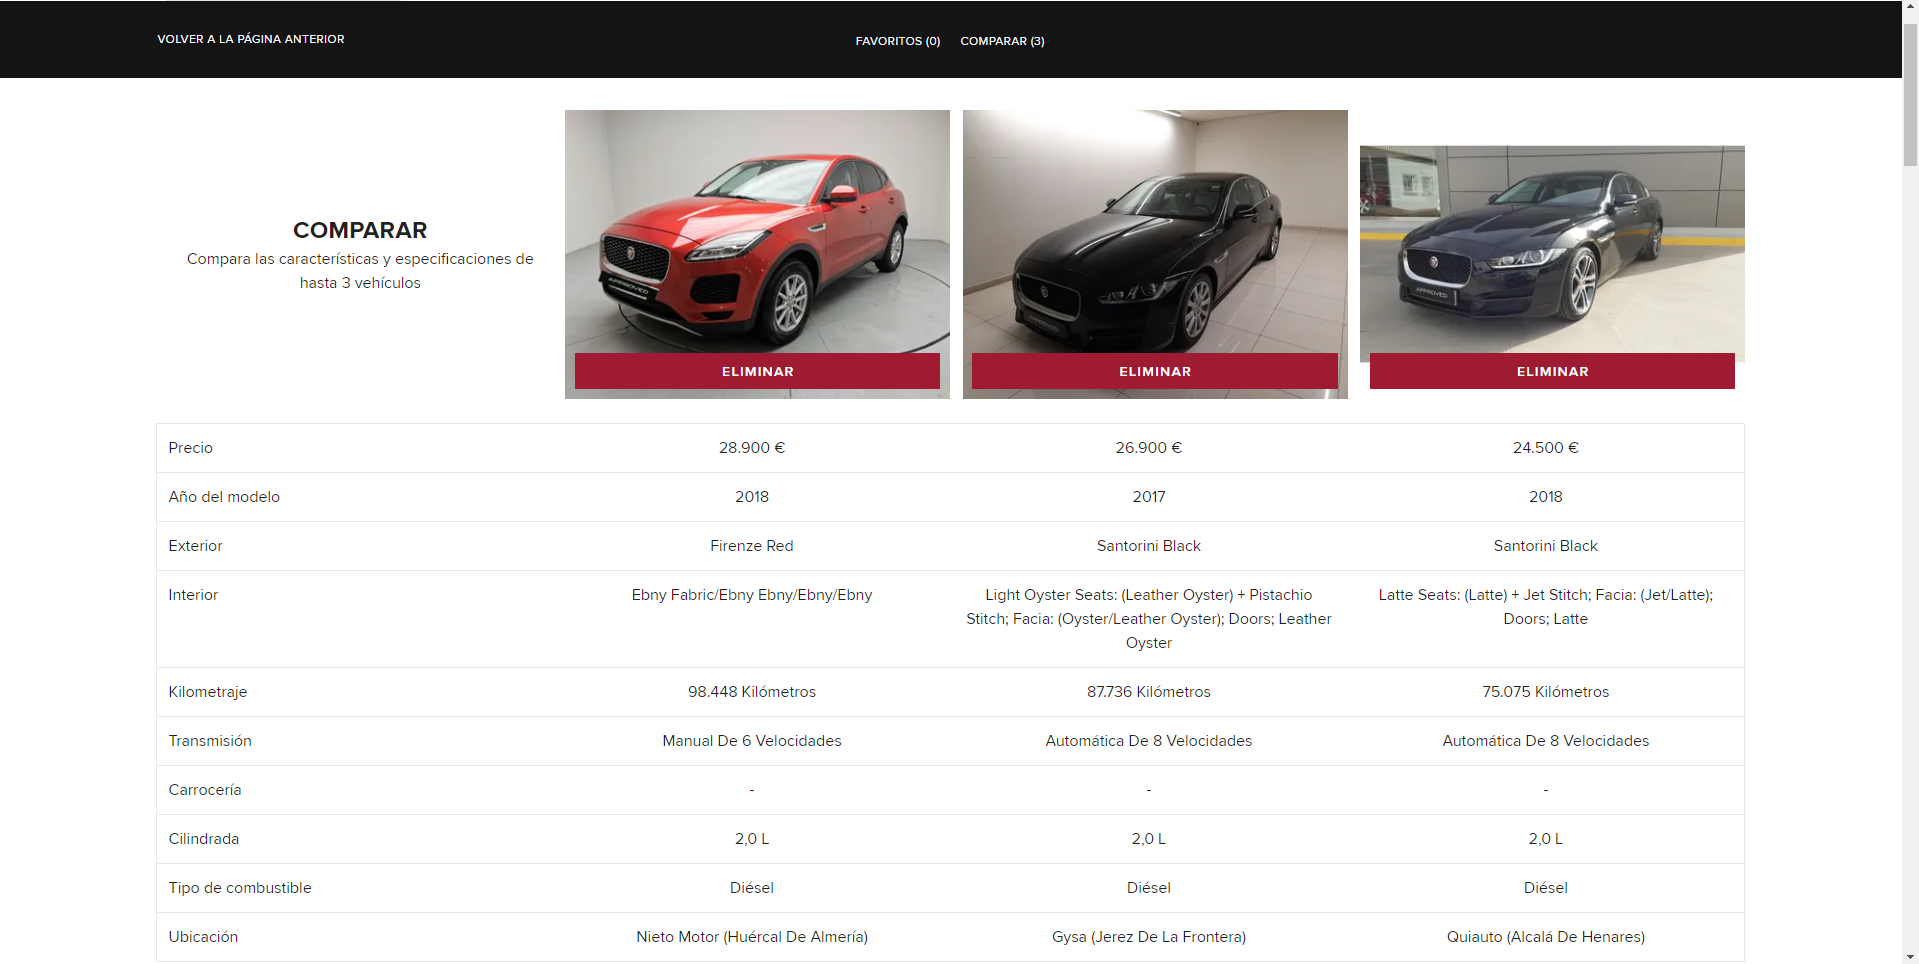 VOLVER A LA PÁGINA ANTERIOR
FAVORITOS (0) COMPARAR (3)
COMPARAR
Compara las características y especificaciones de
hasta 3 vehículos
APPROVED
APPROVED
APPROVED
ELIMINAR ELIMINAR ELIMINAR
Precio 28.900 € 26.900 € 24.500 €
Año del modelo 2018 2017 2018
Exterior Firenze Red Santorini Black Santorini Black
Interior Ebny Fabric/Ebny Ebny/Ebny/Ebny Light Oyster Seats: (Leather Oyster) + Pistachio Latte Seats: (Latte) + Jet Stitch; Facia: (Jet/Latte);
Stitch; Facia: (Oyster/Leather Oyster); Doors; Leather Doors; Latte
Oyster
Kilometraje 98.448 Kilómetros 87.736 Kilómetros 75.075 Kilómetros
Transmisión Manual De 6 Velocidades Automática De 8 Velocidades Automática De 8 Velocidades
Carrocería - - -
Cilindrada 2,0 L 2,0 L 2,0 L
Tipo de combustible Diésel Diésel Diésel
Ubicación Nieto Motor (Huércal De Almería) Gysa (Jerez De La Frontera) Quiauto (Alcalá De Henares)